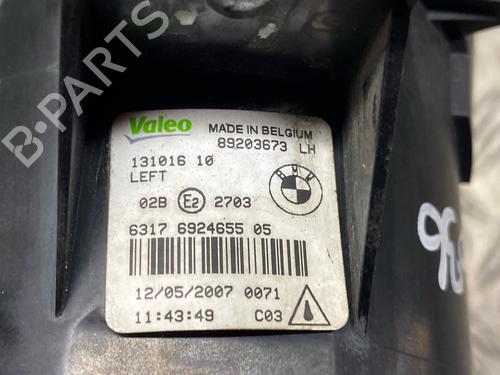 Valeo
MADE IN BELGIUM
89203673 LH
131016 10
LEFT
BMW
02B E2 2703
6317 6924655 05
12/05/2007 0071
11:43:49 C03
B-PARTS